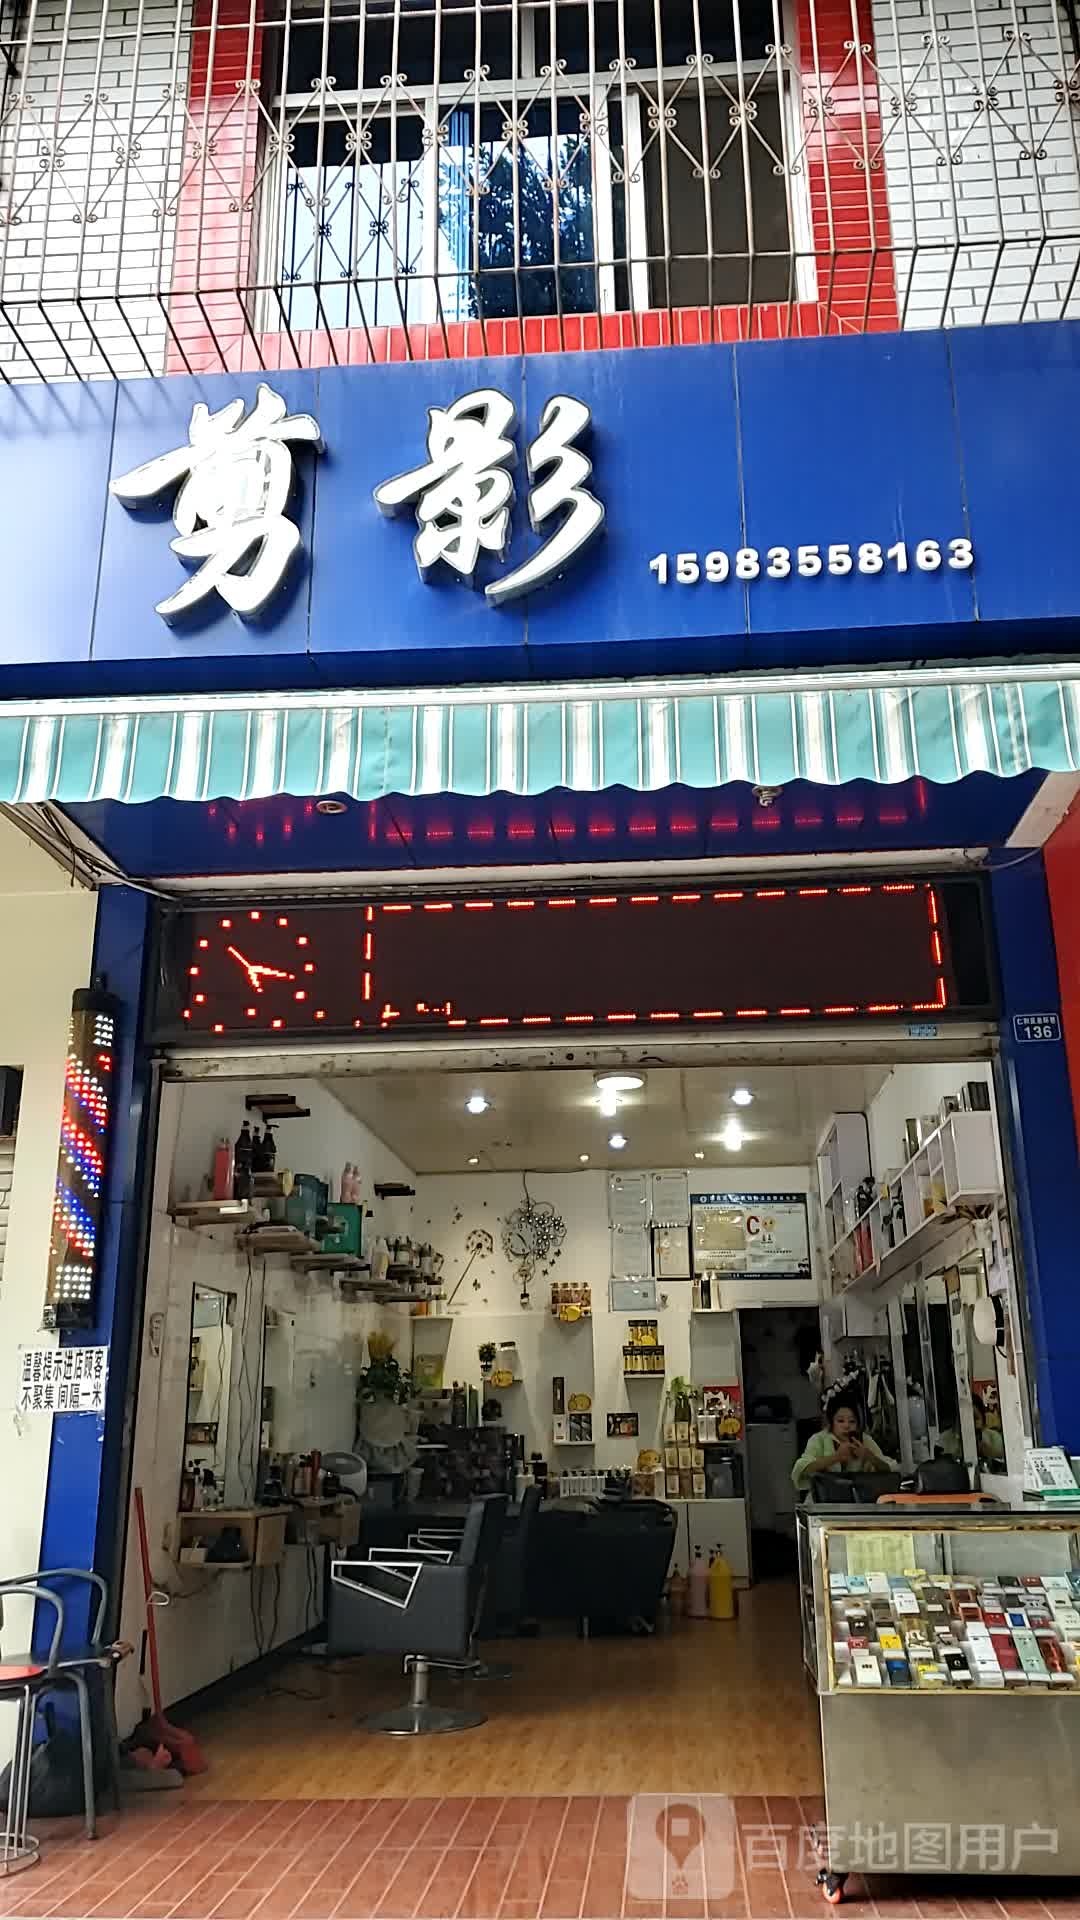 剪影
15983558163
136
温馨提示进店顾客
不聚集 间隔一米
C
百度地图用户